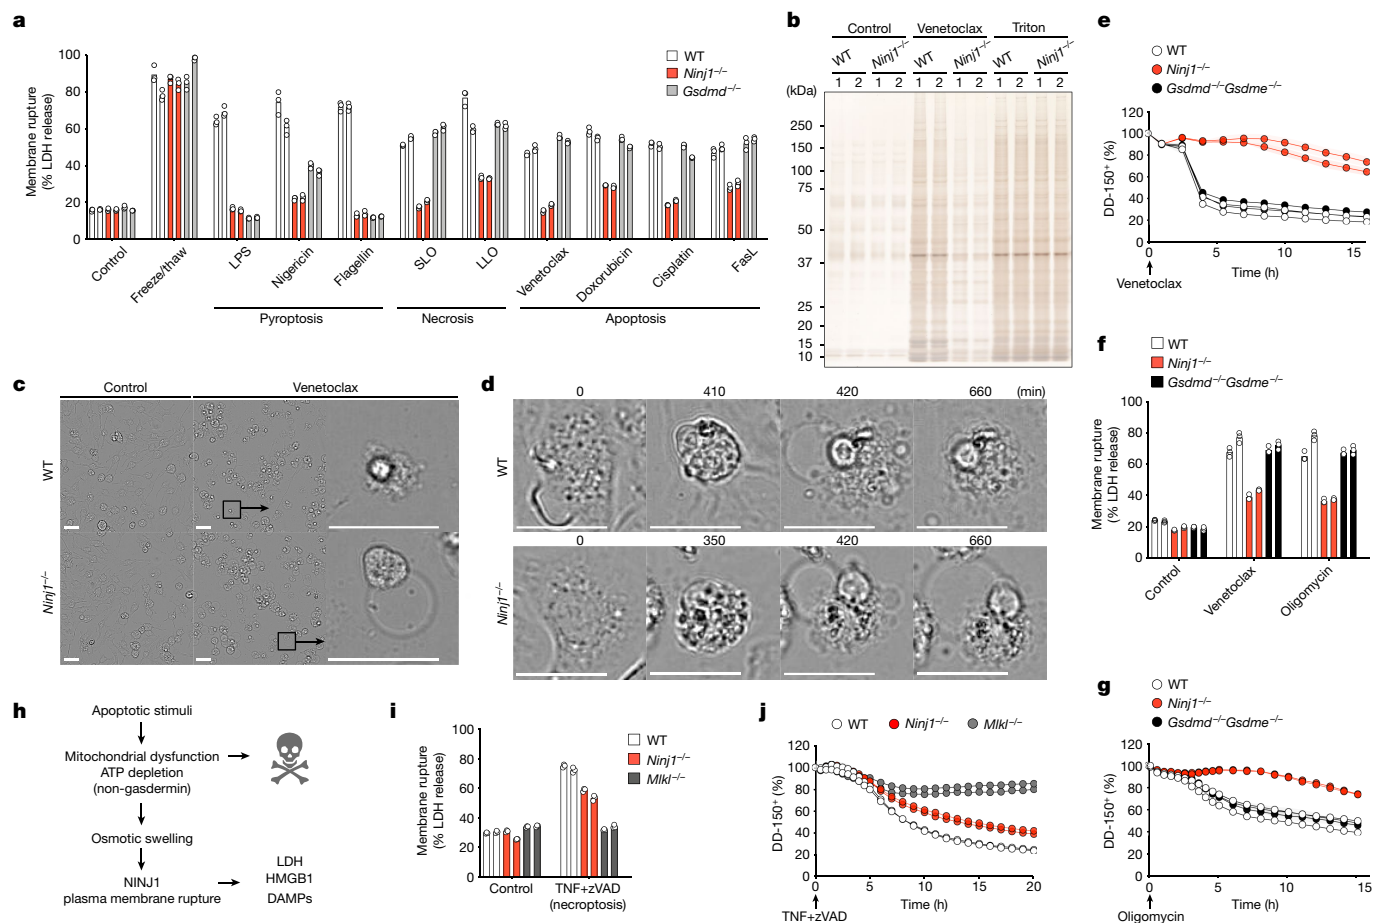 a
Membrane rupture
(% LDH release)
100
80
60
40
20
0
WT
Ninj1–/–
Gsdmd–/–
Control
Freeze/thaw
LPS
Nigericin
Flagellin
SLO
LLO
Venetoclax
Doxorubicin
Cisplatin
FasL
Pyroptosis
Necrosis
Apoptosis
b
Control Venetoclax Triton
WT Ninj1–/– WT Ninj1–/– WT Ninj1–/–
1 2 1 2 1 2 1 2 1 2 1 2
(kDa)
250
150
100
75
50
37
25
20
15
10
e
WT
Ninj1–/–
Gsdmd–/–Gsdme–/–
DD-150+ (%)
120
100
80
60
40
20
0
0 5 10 15
Time (h)
Venetoclax
c
Control Venetoclax
WT
Ninj1–/–
d
0 410 420 660 (min)
WT
0 350 420 660
Ninj1–/–
f
WT
Ninj1–/–
Gsdmd–/–Gsdme–/–
Membrane rupture
(% LDH release)
100
80
60
40
20
0
Control
Venetoclax
Oligomycin
h
Apoptotic stimuli
Mitochondrial dysfunction
ATP depletion
(non-gasdermin)
Osmotic swelling
NINJ1
plasma membrane rupture
LDH
HMGB1
DAMPs
i
Membrane rupture
(% LDH release)
100
80
60
40
20
0
WT
Ninj1–/–
Mlkl–/–
Control
TNF+zVAD
(necroptosis)
j
WT Ninj1–/– Mlkl–/–
DD-150+ (%)
120
100
80
60
40
20
0
0 5 10 15 20
Time (h)
TNF+zVAD
g
WT
Ninj1–/–
Gsdmd–/–Gsdme–/–
DD-150+ (%)
120
100
80
60
40
20
0
0 5 10 15
Time (h)
Oligomycin